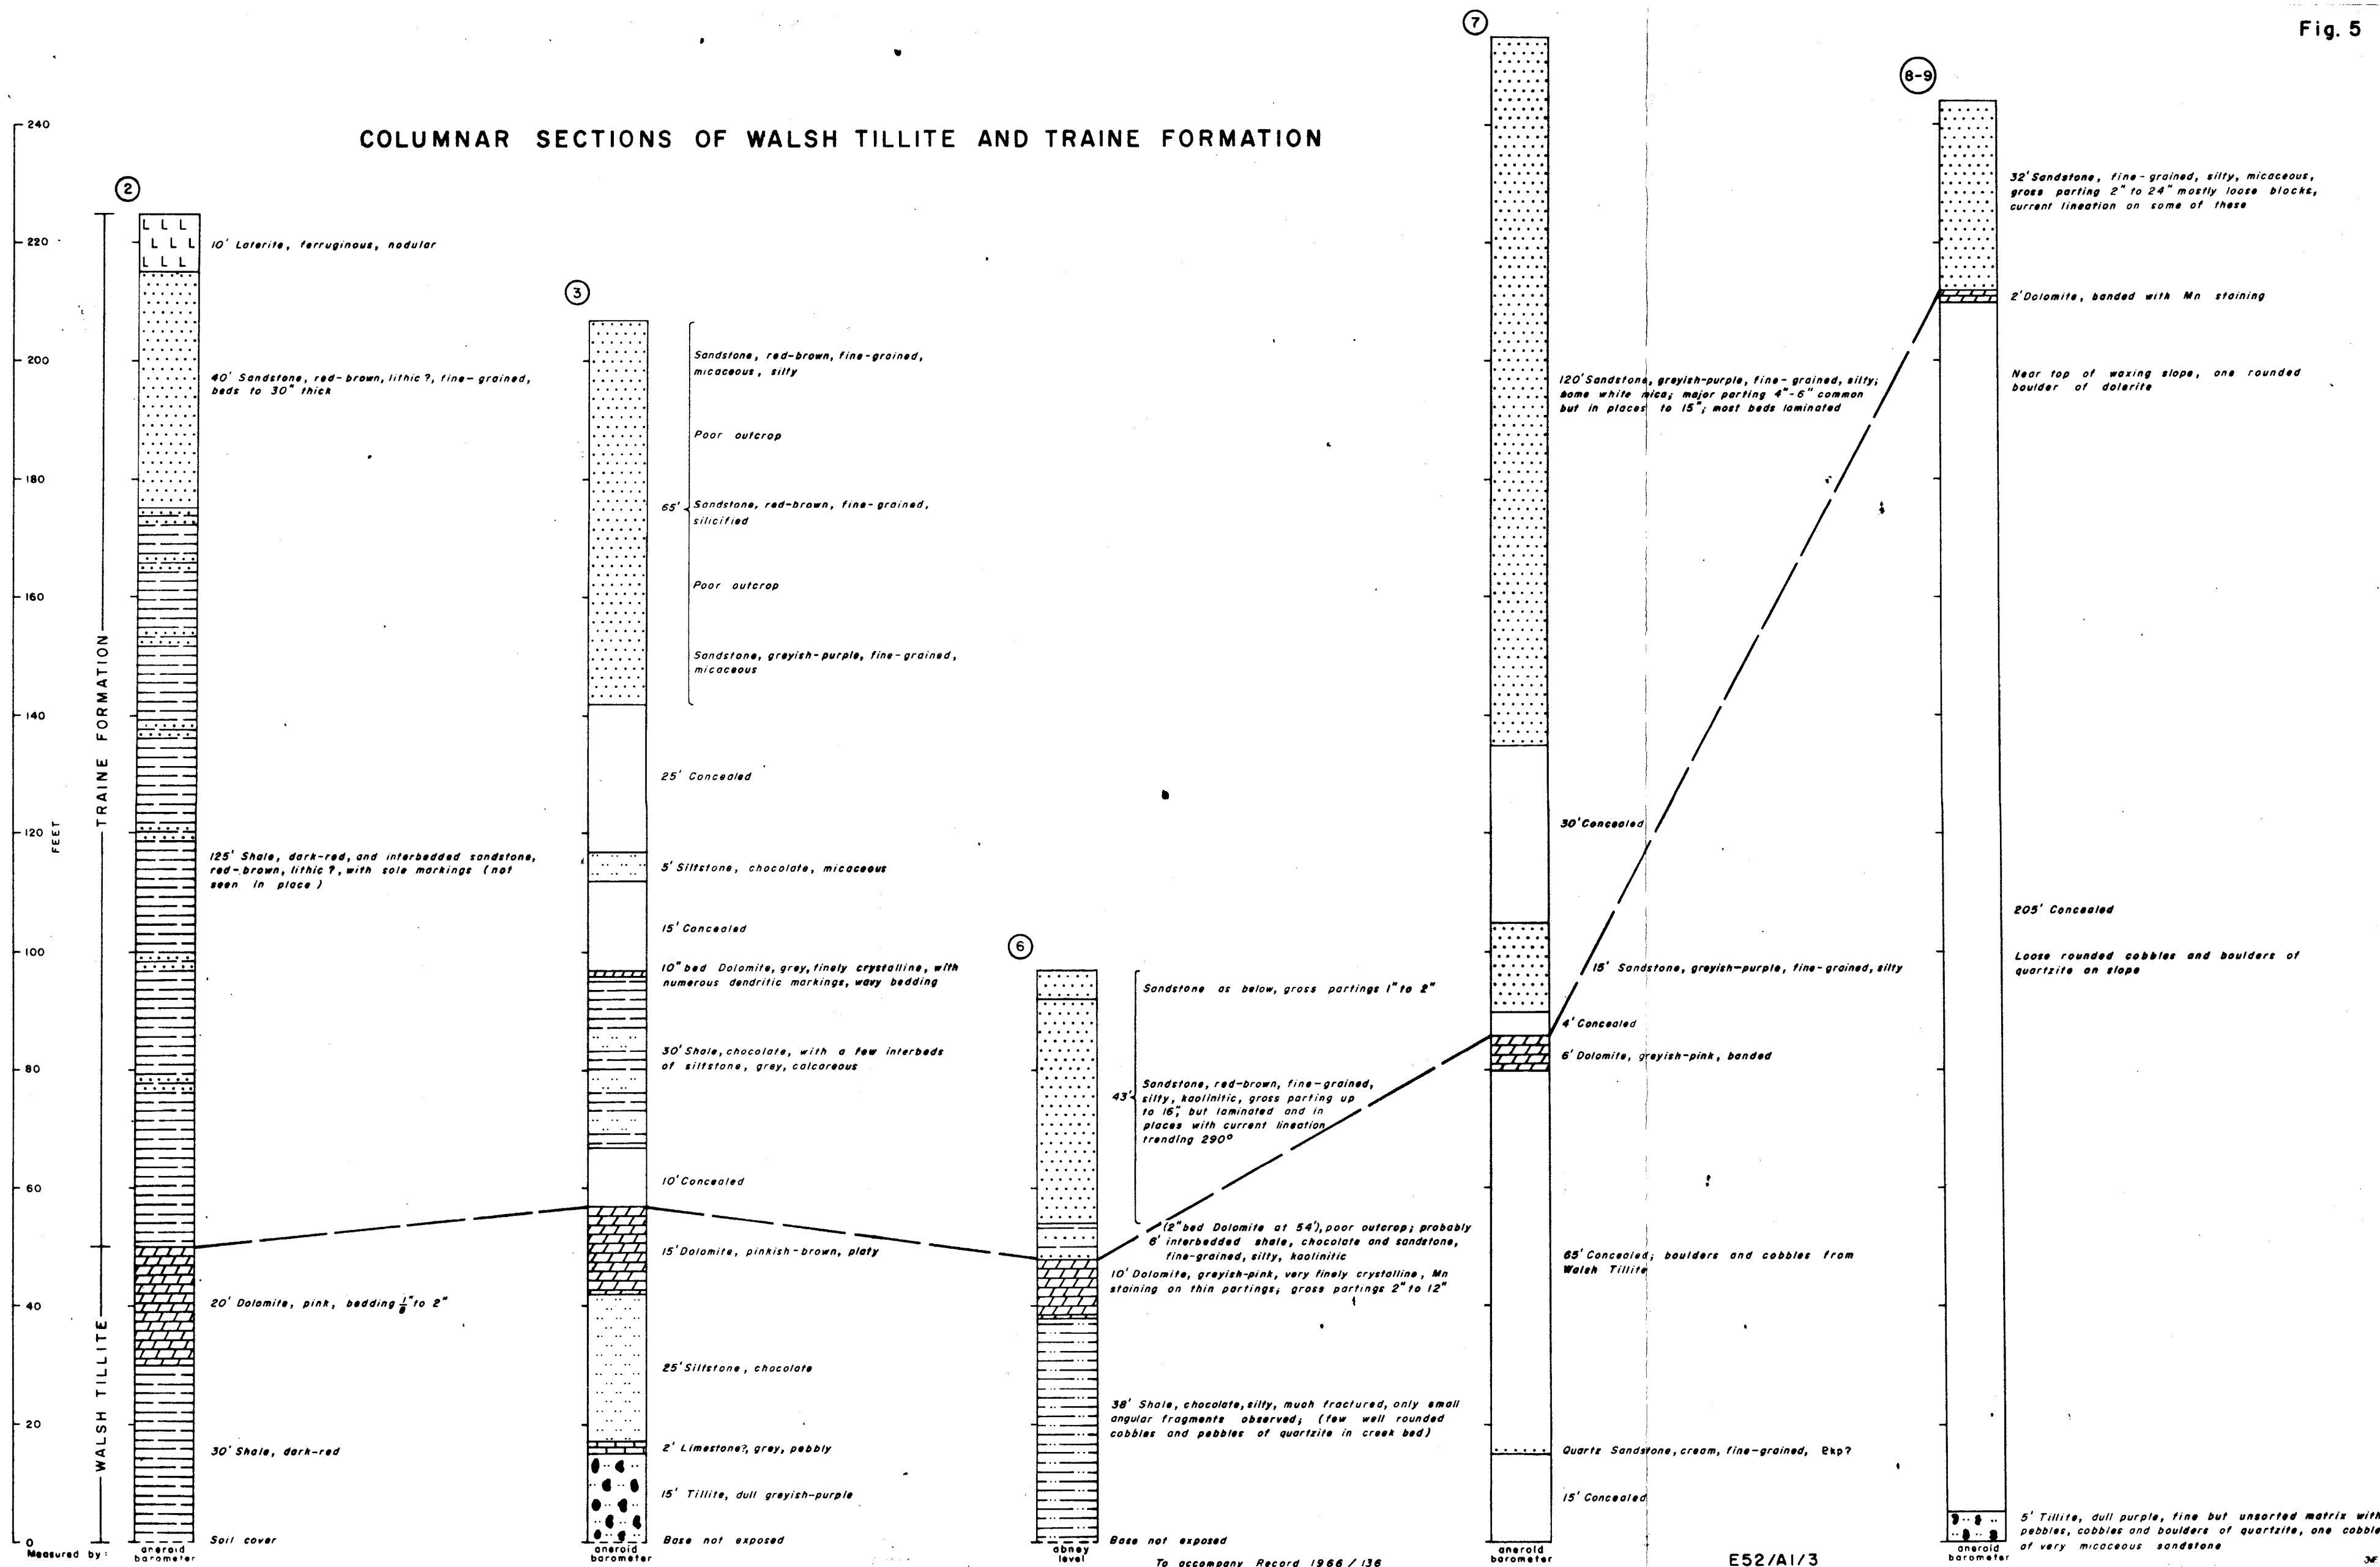 Fig. 5
COLUMNAR SECTIONS OF WALSH TILLITE AND TRAINE FORMATION
240
220
200
180
160
140
120
100
80
60
40
20
0
FEET
Measured by:
TRAINE FORMATION
WALSH TILLITE
2
10' Laterite, ferruginous, nodular
40' Sandstone, red-brown, lithic ?, fine-grained,
beds to 30" thick
125' Shale, dark-red, and interbedded sandstone,
red-brown, lithic ?, with sole markings (not
seen in place )
20' Dolomite, pink, bedding 1/8" to 2"
30' Shale, dark-red
Soil cover
aneroid
barometer
3
Sandstone, red-brown, fine-grained,
micaceous, silty
Poor outcrop
65'
Sandstone, red-brown, fine-grained,
silicified
Poor outcrop
Sandstone, greyish-purple, fine-grained,
micaceous
25' Concealed
5' Siltstone, chocolate, micaceous
15' Concealed
10" bed Dolomite, grey, finely crystalline, with
numerous dendritic markings, wavy bedding
30' Shale, chocolate, with a few interbeds
of siltstone, grey, calcareous
10' Concealed
15' Dolomite, pinkish-brown, platy
25' Siltstone, chocolate
2' Limestone?, grey, pebbly
15' Tillite, dull greyish-purple
Base not exposed
aneroid
barometer
6
Sandstone as below, gross partings 1" to 2"
43'
Sandstone, red-brown, fine-grained,
silty, kaolinitic, gross parting up
to 16", but laminated and in
places with current lineation
trending 290°
(2" bed Dolomite at 54'), poor outcrop; probably
6' interbedded shale, chocolate and sandstone,
fine-grained, silty, kaolinitic
10' Dolomite, greyish-pink, very finely crystalline, Mn
staining on thin partings; gross partings 2" to 12"
38' Shale, chocolate, silty, much fractured, only small
angular fragments observed; (few well rounded
cobbles and pebbles of quartzite in creek bed)
Base not exposed
abney
level
To accompany Record 1966 / 136
7
120' Sandstone, greyish-purple, fine-grained, silty;
some white mica; major parting 4"-6" common
but in places to 15"; most beds laminated
30' Concealed
15' Sandstone, greyish-purple, fine-grained, silty
4' Concealed
6' Dolomite, greyish-pink, banded
65' Concealed; boulders and cobbles from
Walsh Tillite
Quartz Sandstone, cream, fine-grained,
15' Concealed
aneroid
barometer
E52/A1/3
8-9
32' Sandstone, fine-grained, silty, micaceous,
gross parting 2" to 24" mostly loose blocks,
current lineation on some of these
2' Dolomite, banded with Mn staining
Near top of waxing slope, one rounded
boulder of dolerite
205' Concealed
Loose rounded cobbles and boulders of
quartzite on slope
5' Tillite, dull purple, fine but unsorted matrix with
pebbles, cobbles and boulders of quartzite, one cobble
of very micaceous sandstone
aneroid
barometer